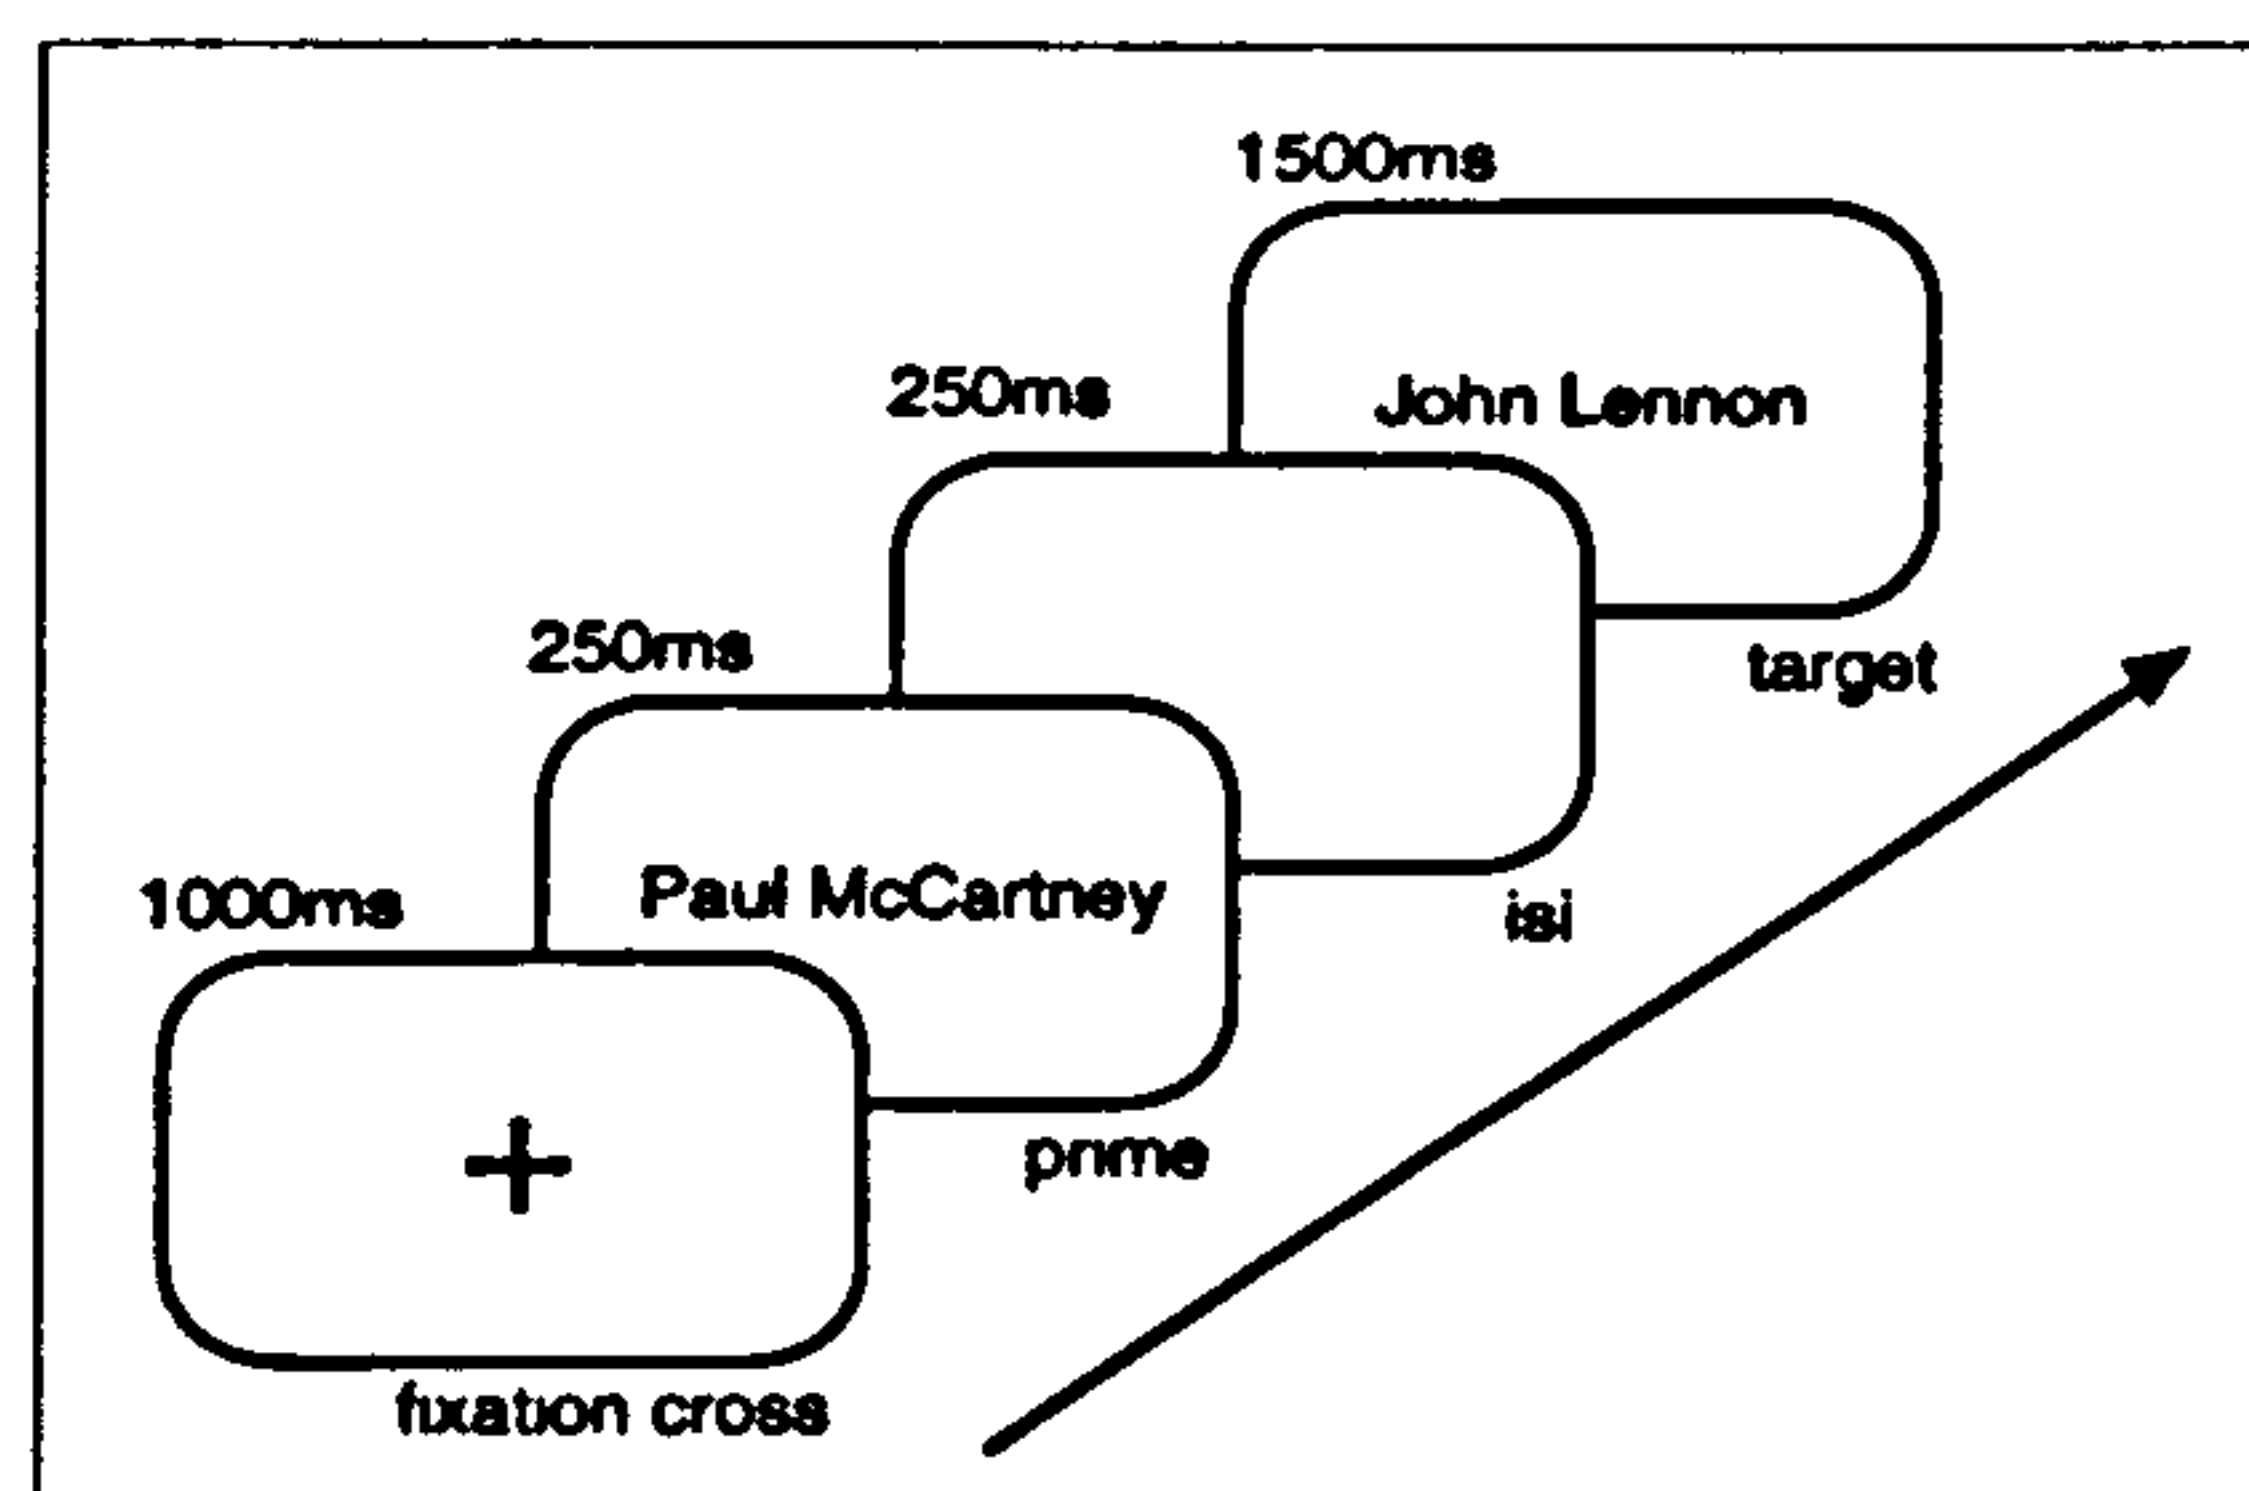 1500ms
250ms
John Lennon
250ms
target
1000ms
Paul McCartney
isi
prime
+
fixation cross